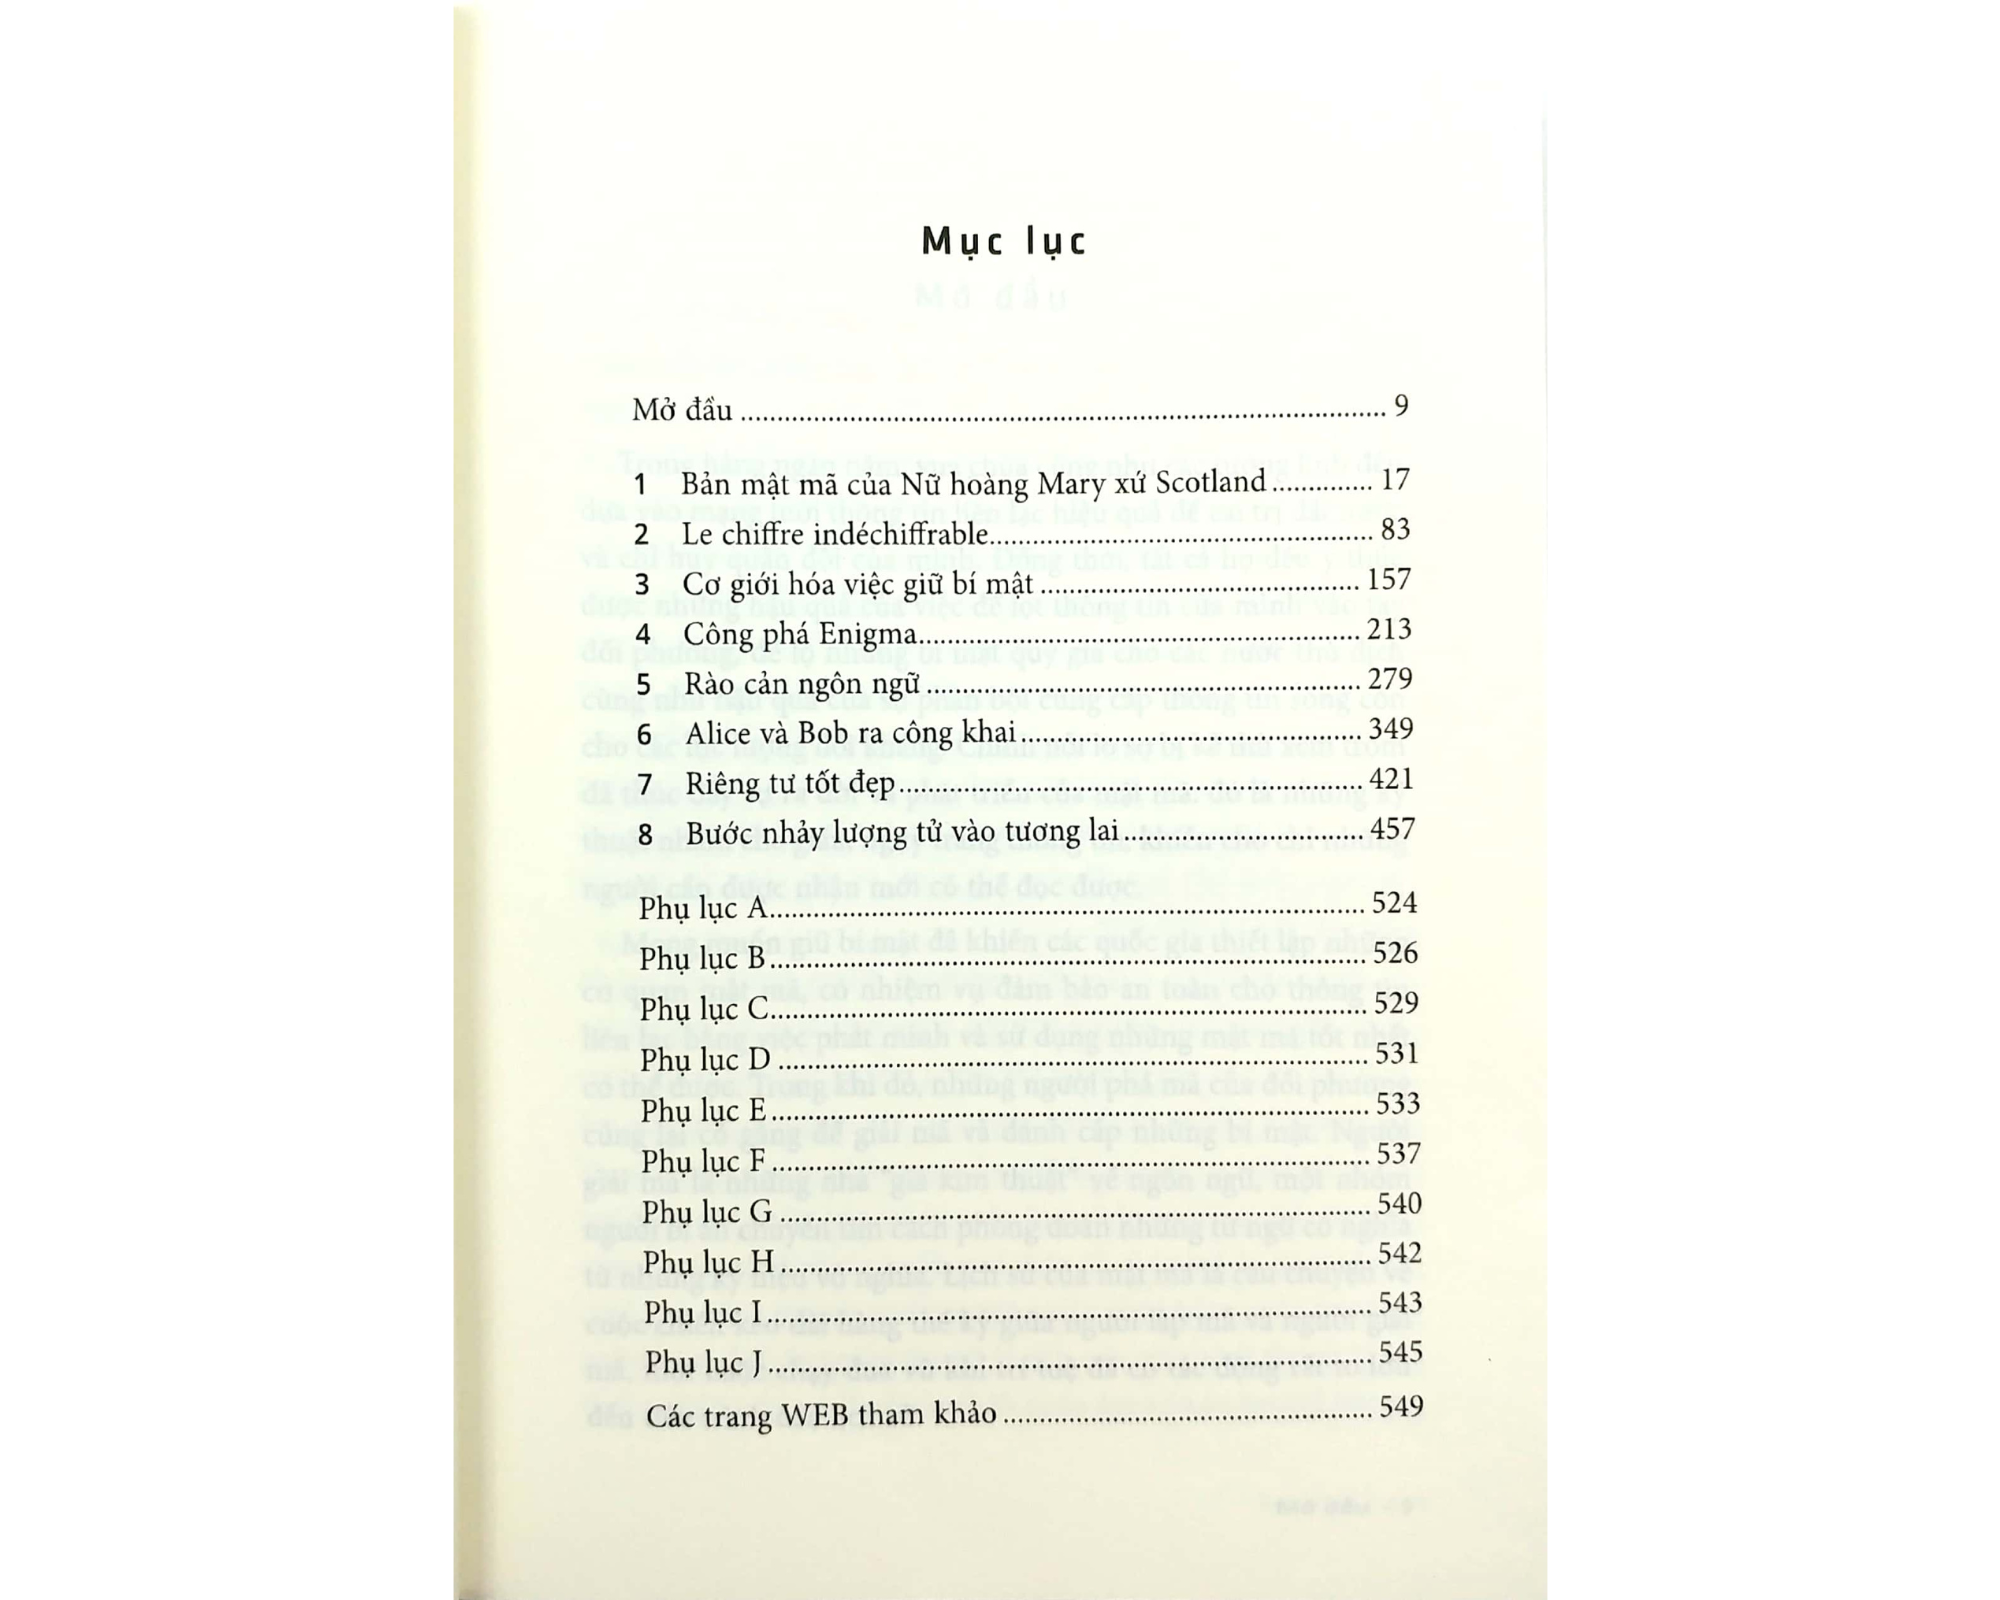 Mục lục
Mở đầu ........ 9
1 Bản mật mã của Nữ hoàng Mary xứ Scotland ........ 17
2 Le chiffre indéchiffrable ........ 83
3 Cơ giới hóa việc giữ bí mật ........ 157
4 Công phá Enigma ........ 213
5 Rào cản ngôn ngữ ........ 279
6 Alice và Bob ra công khai ........ 349
7 Riêng tư tốt đẹp ........ 421
8 Bước nhảy lượng tử vào tương lai ........ 457
Phụ lục A ........ 524
Phụ lục B ........ 526
Phụ lục C ........ 529
Phụ lục D ........ 531
Phụ lục E ........ 533
Phụ lục F ........ 537
Phụ lục G ........ 540
Phụ lục H ........ 542
Phụ lục I ........ 543
Phụ lục J ........ 545
Các trang WEB tham khảo ........ 549